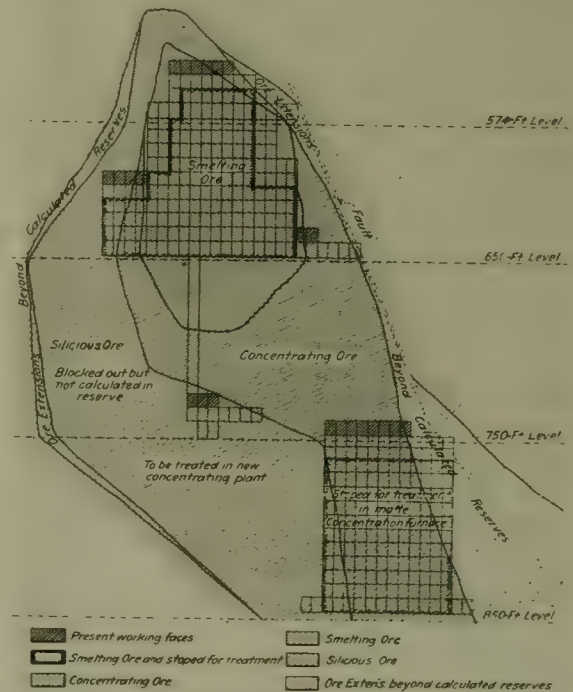 Ore Extensions
574-Ft Level
Calculated
Reserves
Smelting
Ore
Fault
Beyond
650-Ft Level
Silicious Ore
Concentrating Ore
Blocked out but
not calculated in
reserve
Beyond
Ore Extensions
Calculated
750-Ft Level
To be treated in new
concentrating plant
Stoped for treatment
in matte
Concentration furnace
Reserves
850-Ft Level
Present working faces
Smelting Ore
Smelting Ore and stoped for treatment
Silicious Ore
Concentrating Ore
Ore Exten's beyond calculated reserves